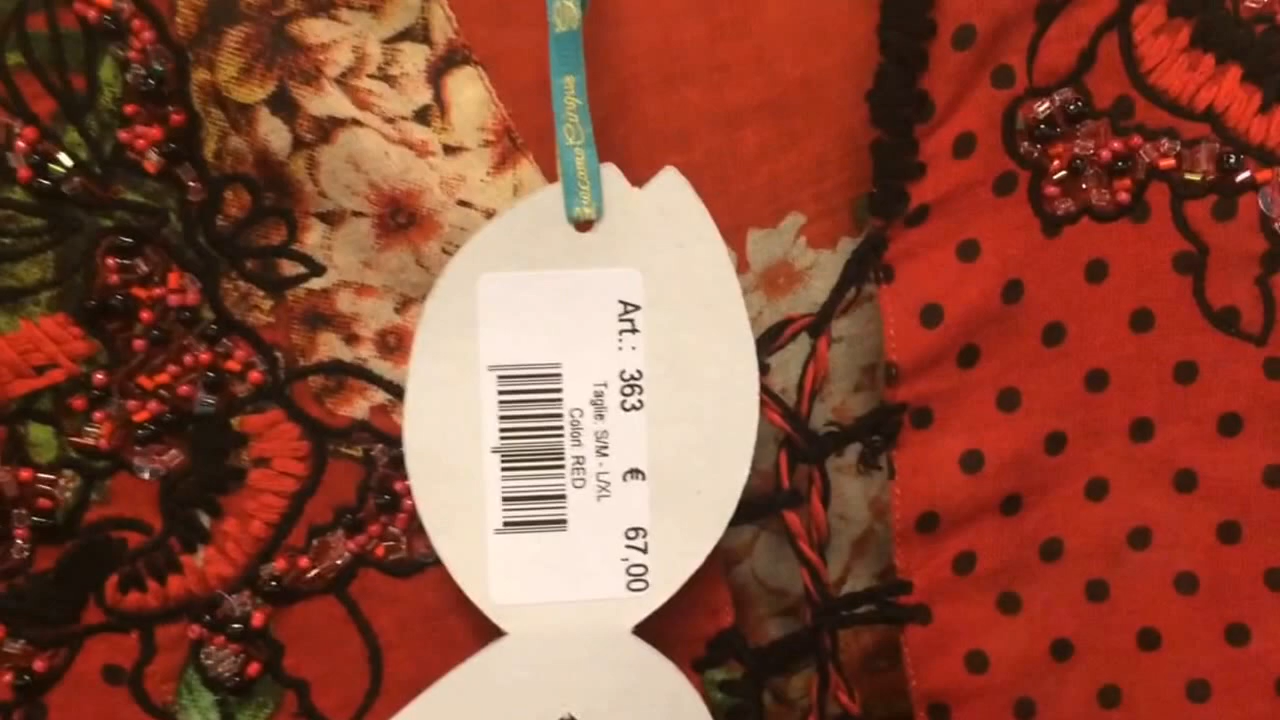 Art.: 363 € 67,00
Taglie: S/M - L/XL
Colori: RED